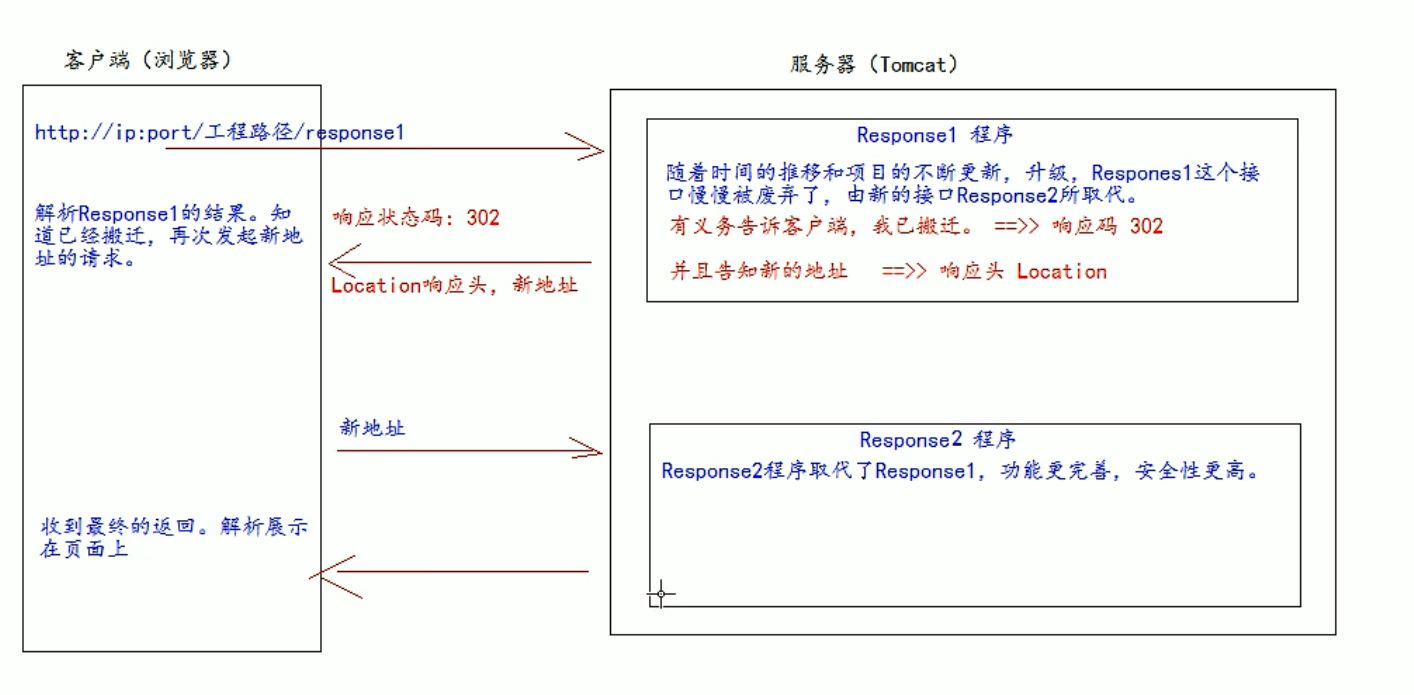 客户端（浏览器）
服务器（Tomcat）
http://ip:port/工程路径/response1
Response1 程序
随着时间的推移和项目的不断更新，升级，Respones1这个接
口慢慢被废弃了，由新的接口Response2所取代。
有义务告诉客户端，我已搬迁。 ==>> 响应码 302
并且告知新的地址 ==>> 响应头 Location
解析Response1的结果。知
道已经搬迁，再次发起新地
址的请求。
响应状态码：302
Location响应头，新地址
新地址
Response2 程序
Response2程序取代了Response1，功能更完善，安全性更高。
收到最终的返回。解析展示
在页面上